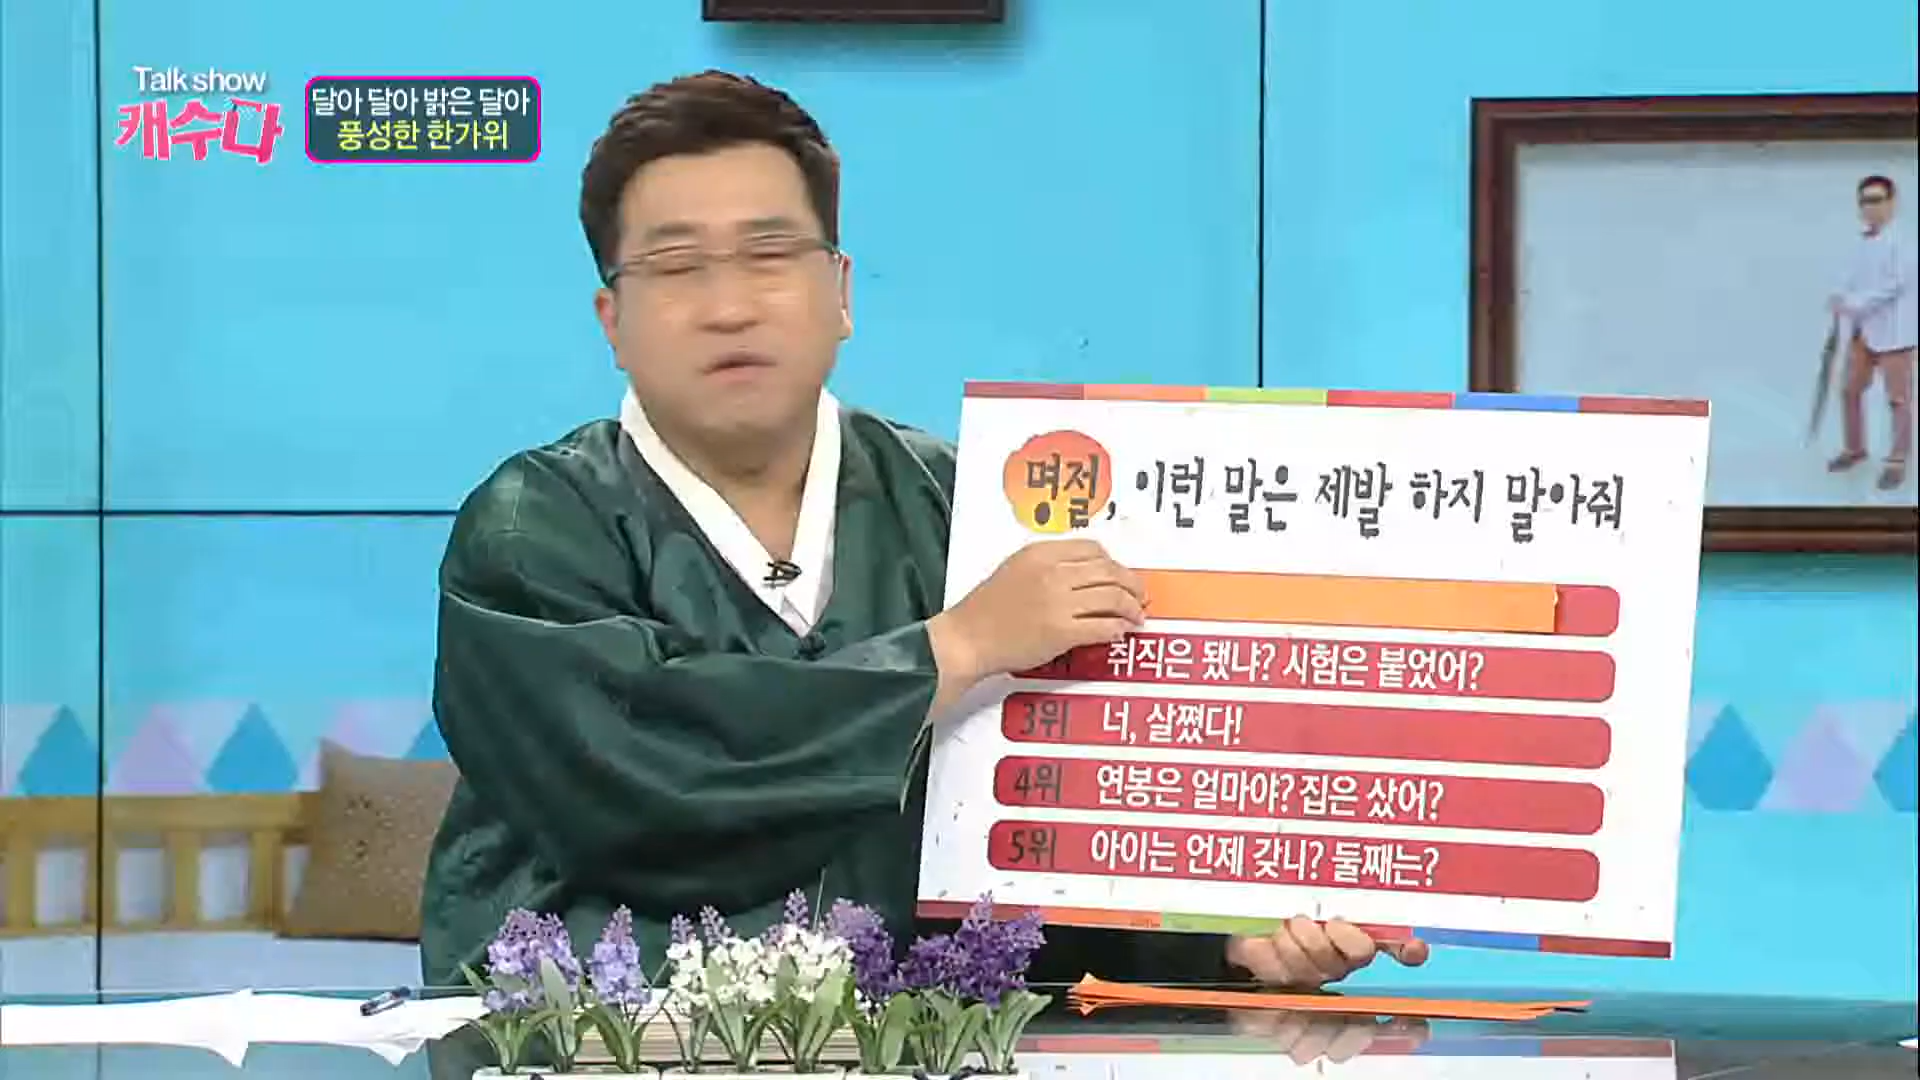 Talk show
캐수다
달아 달아 밝은 달아
풍성한 한가위
명절, 이런 말은 제발 하지 말아줘
취직은 됐냐? 시험은 붙었어?
3위 너, 살쪘다!
4위 연봉은 얼마야? 집은 샀어?
5위 아이는 언제 갖니? 둘째는?